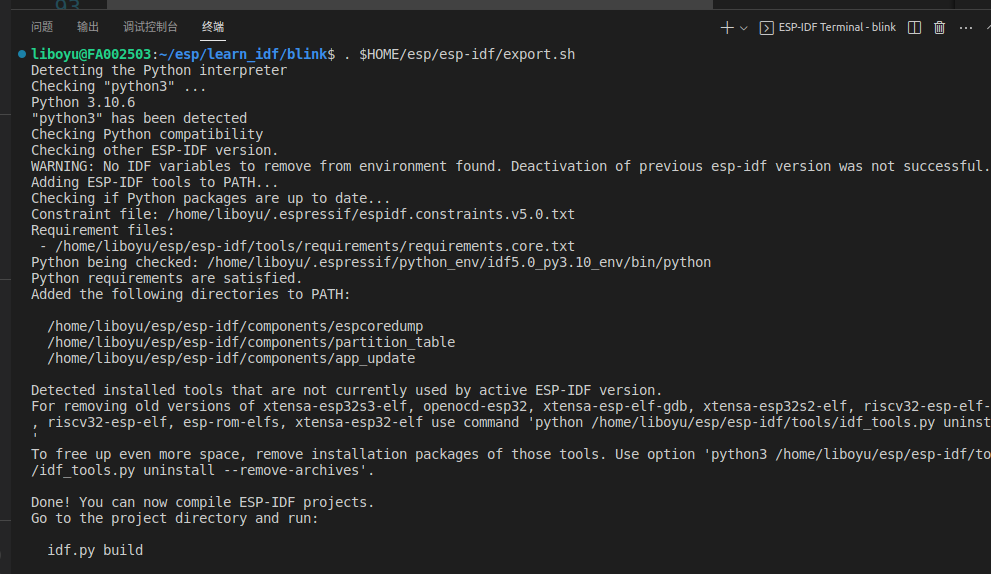 93
问题 输出 调试控制台 终端 ESP-IDF Terminal - blink
liboyu@FA002503:~/esp/learn_idf/blink$ . $HOME/esp/esp-idf/export.sh
Detecting the Python interpreter
Checking "python3" ...
Python 3.10.6
"python3" has been detected
Checking Python compatibility
Checking other ESP-IDF version.
WARNING: No IDF variables to remove from environment found. Deactivation of previous esp-idf version was not successful.
Adding ESP-IDF tools to PATH...
Checking if Python packages are up to date...
Constraint file: /home/liboyu/.espressif/espidf.constraints.v5.0.txt
Requirement files:
 - /home/liboyu/esp/esp-idf/tools/requirements/requirements.core.txt
Python being checked: /home/liboyu/.espressif/python_env/idf5.0_py3.10_env/bin/python
Python requirements are satisfied.
Added the following directories to PATH:
  /home/liboyu/esp/esp-idf/components/espcoredump
  /home/liboyu/esp/esp-idf/components/partition_table
  /home/liboyu/esp/esp-idf/components/app_update
Detected installed tools that are not currently used by active ESP-IDF version.
For removing old versions of xtensa-esp32s3-elf, openocd-esp32, xtensa-esp-elf-gdb, xtensa-esp32s2-elf, riscv32-esp-elf-
, riscv32-esp-elf, esp-rom-elfs, xtensa-esp32-elf use command 'python /home/liboyu/esp/esp-idf/tools/idf_tools.py uninst
'
To free up even more space, remove installation packages of those tools. Use option 'python3 /home/liboyu/esp/esp-idf/to
/idf_tools.py uninstall --remove-archives'.
Done! You can now compile ESP-IDF projects.
Go to the project directory and run:
  idf.py build